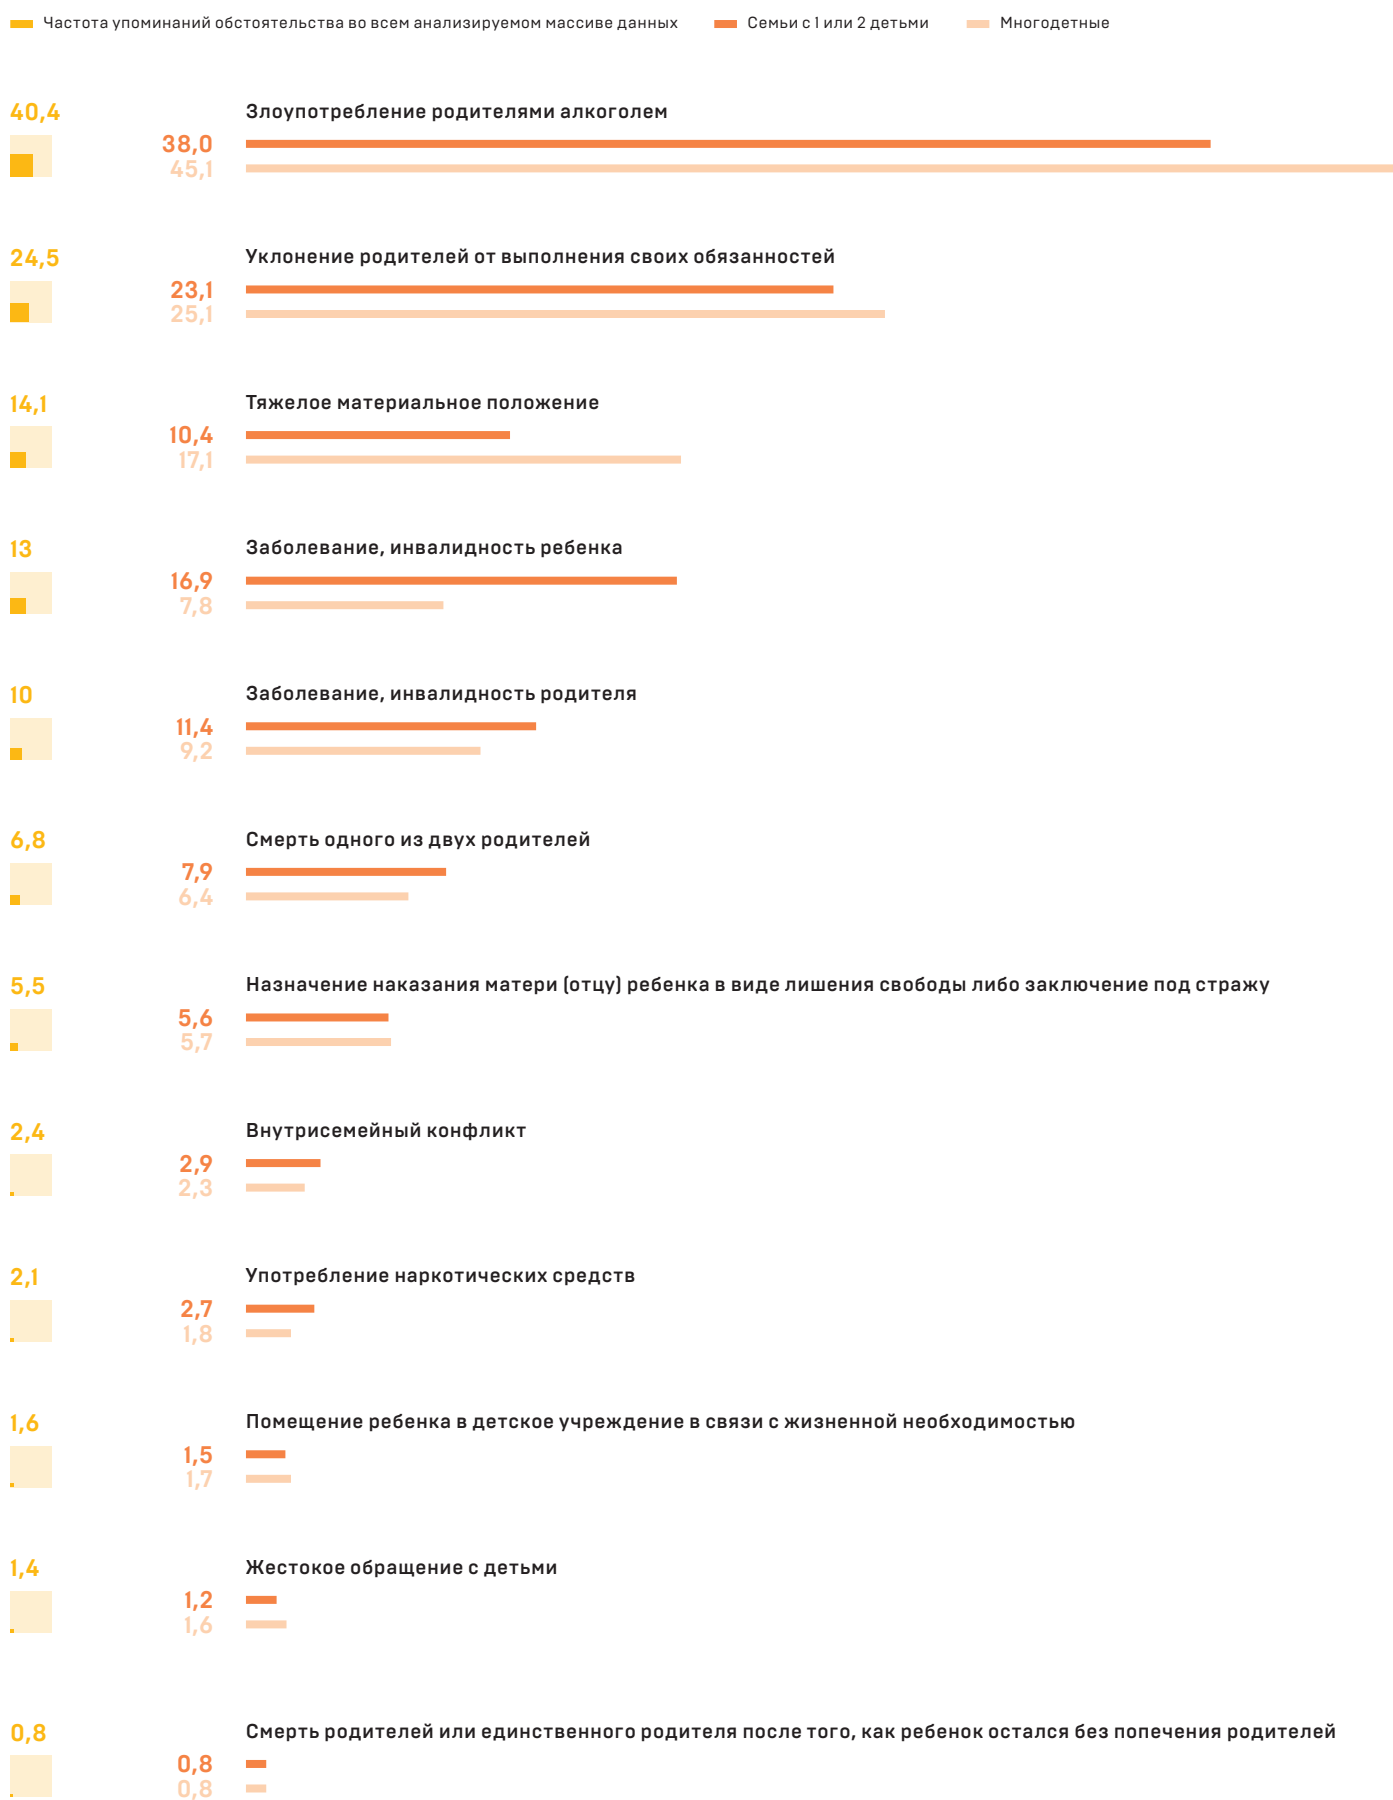 Частота упоминаний обстоятельства во всем анализируемом массиве данных
Семьи с 1 или 2 детьми
Многодетные
40,4
Злоупотребление родителями алкоголем
38,0
45,1
24,5
Уклонение родителей от выполнения своих обязанностей
23,1
25,1
14,1
Тяжелое материальное положение
10,4
17,1
13
Заболевание, инвалидность ребенка
16,9
7,8
10
Заболевание, инвалидность родителя
11,4
9,2
6,8
Смерть одного из двух родителей
7,9
6,4
5,5
Назначение наказания матери (отцу) ребенка в виде лишения свободы либо заключение под стражу
5,6
5,7
2,4
Внутрисемейный конфликт
2,9
2,3
2,1
Употребление наркотических средств
2,7
1,8
1,6
Помещение ребенка в детское учреждение в связи с жизненной необходимостью
1,5
1,7
1,4
Жестокое обращение с детьми
1,2
1,6
0,8
Смерть родителей или единственного родителя после того, как ребенок остался без попечения родителей
0,8
0,8